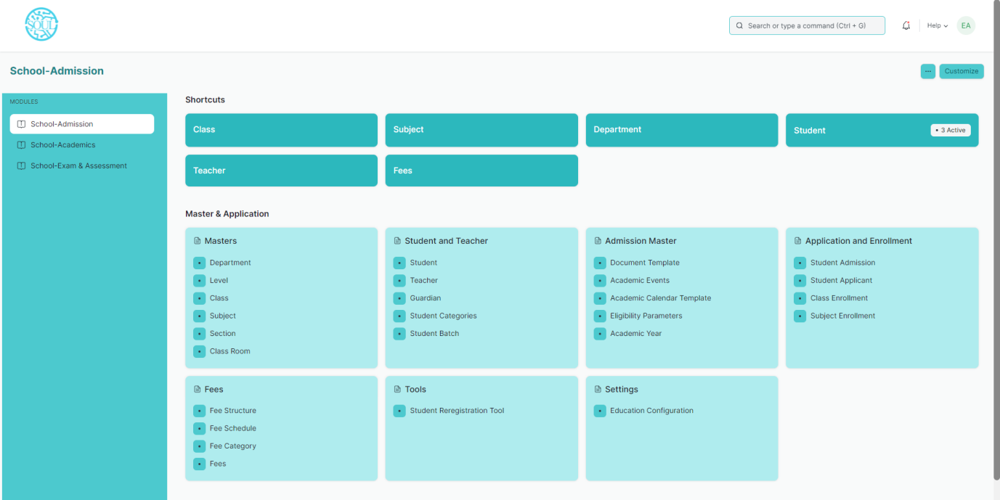 SOUL
Search or type a command (Ctrl + G)
Help
EA
School-Admission
...
Customize
MODULES
School-Admission
School-Academics
School-Exam & Assessment
Shortcuts
Class
Subject
Department
Student
• 3 Active
Teacher
Fees
Master & Application
Masters
Department
Level
Class
Subject
Section
Class Room
Student and Teacher
Student
Teacher
Guardian
Student Categories
Student Batch
Admission Master
Document Template
Academic Events
Academic Calendar Template
Eligibility Parameters
Academic Year
Application and Enrollment
Student Admission
Student Applicant
Class Enrollment
Subject Enrollment
Fees
Fee Structure
Fee Schedule
Fee Category
Fees
Tools
Student Reregistration Tool
Settings
Education Configuration